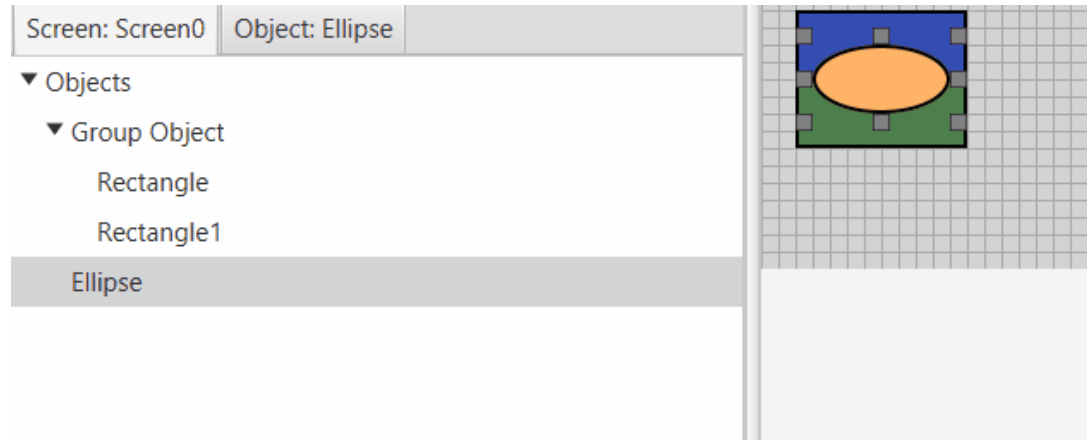 Screen: Screen0 Object: Ellipse
Objects
Group Object
Rectangle
Rectangle1
Ellipse